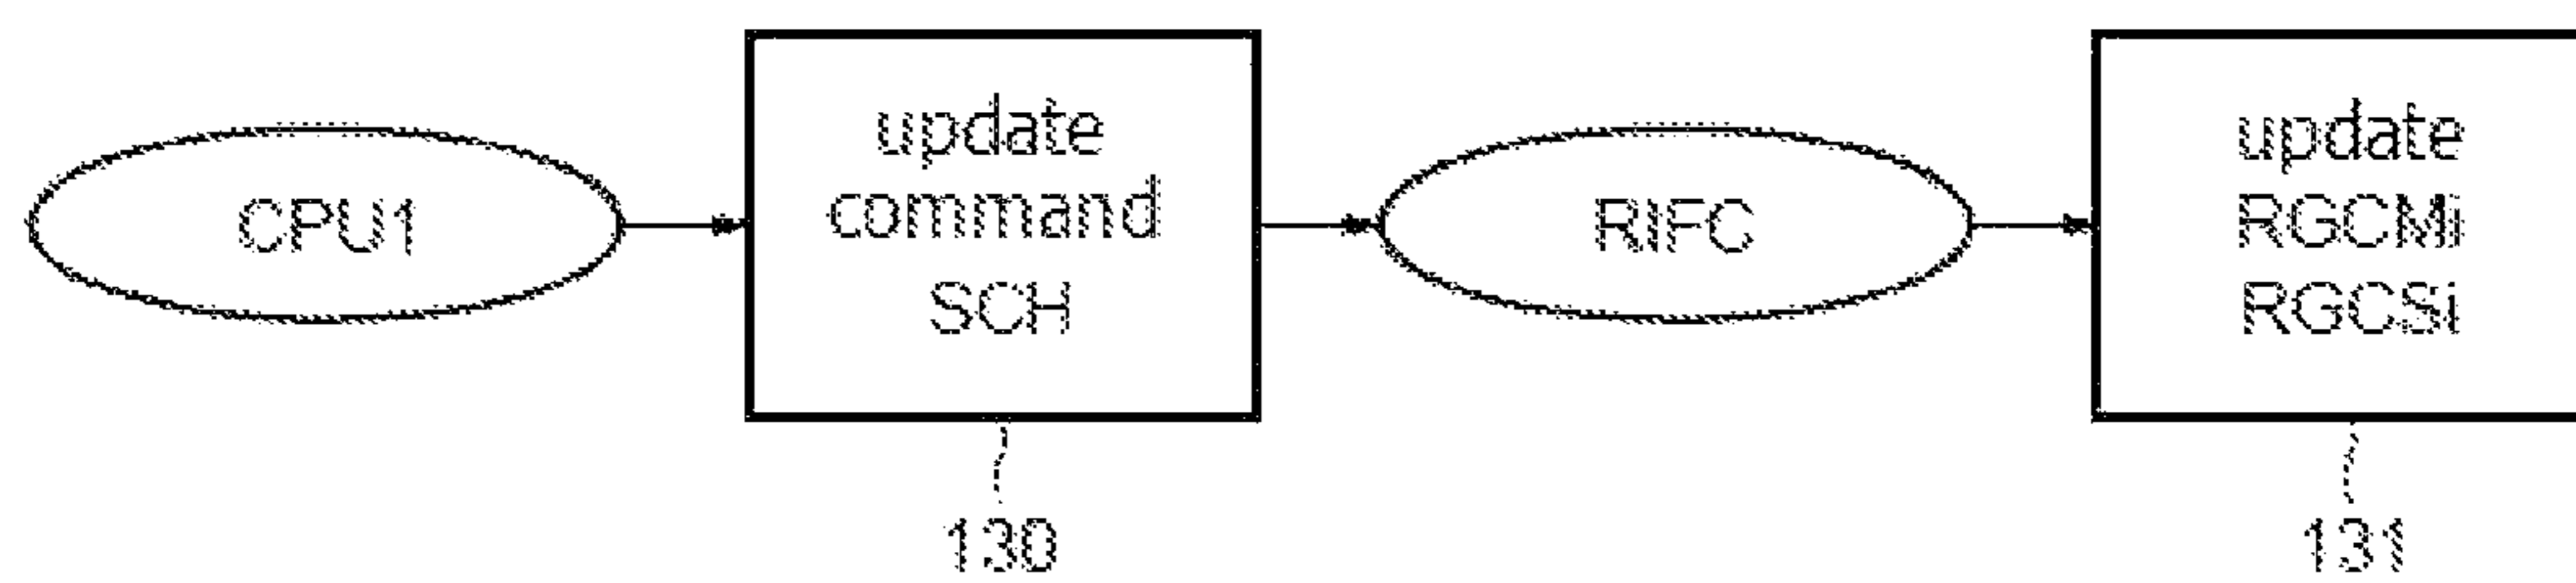 CPU1
update
command
SCH
RIFC
update
RGCMi
RGCSi
130
131